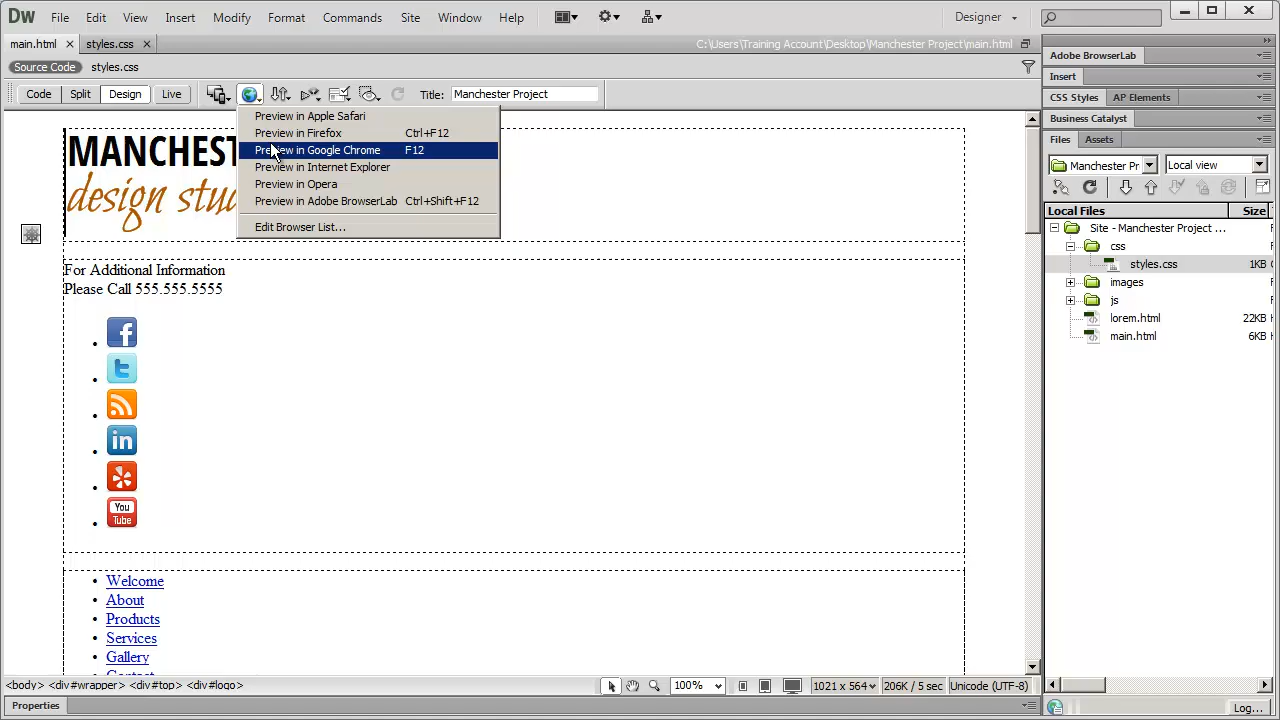 Dw File Edit View Insert Modify Format Commands Site Window Help Designer
main.html styles.css C:\Users\Training Account\Desktop\Manchester Project\main.html
Source Code styles.css
Code Split Design Live Title: Manchester Project
Preview in Apple Safari
Preview in Firefox Ctrl+F12
Preview in Google Chrome F12
Preview in Internet Explorer
Preview in Opera
Preview in Adobe BrowserLab Ctrl+Shift+F12
Edit Browser List...
MANCHEST
design stu
For Additional Information
Please Call 555.555.5555
f
t
in
You
Tube
Welcome
About
Products
Services
Gallery
Contact
<body> <div#wrapper> <div#top> <div#logo> 100% 1021 x 564 206K / 5 sec Unicode (UTF-8)
Properties
Adobe BrowserLab
Insert
CSS Styles AP Elements
Business Catalyst
Files Assets
Manchester Pr Local view
Local Files Size
Site - Manchester Project ... F
css F
styles.css 1KB
images F
js F
lorem.html 22KB
main.html 6KB
Log...